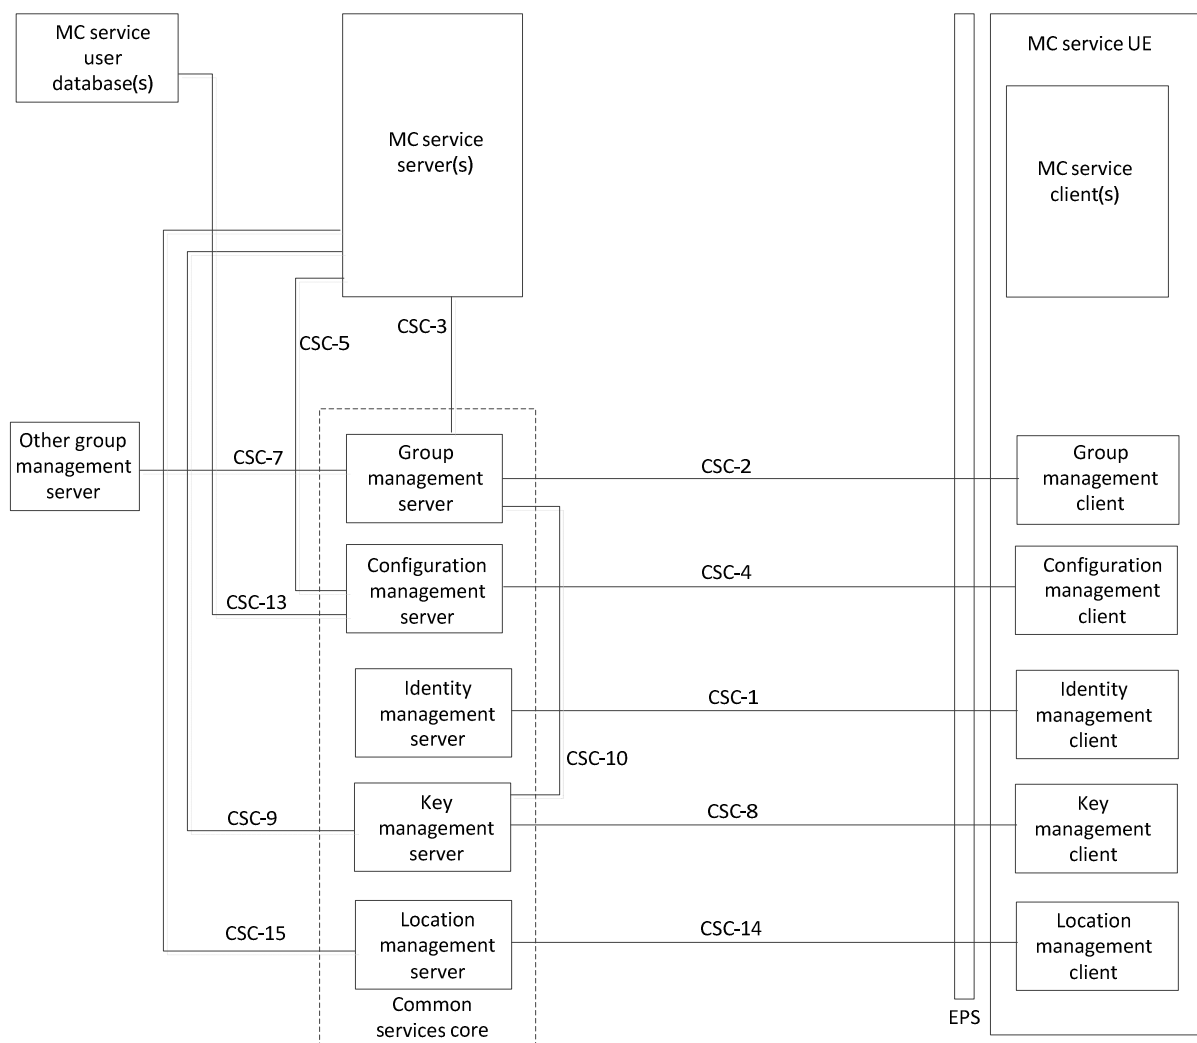 MC service
user
database(s)
MC service
server(s)
MC service UE
MC service
client(s)
CSC-3
CSC-5
Other group
management
server
CSC-7
Group
management
server
CSC-2
Group
management
client
Configuration
management
server
CSC-13
CSC-4
Configuration
management
client
Identity
management
server
CSC-1
Identity
management
client
CSC-10
Key
management
server
CSC-9
CSC-8
Key
management
client
Location
management
server
CSC-15
CSC-14
Location
management
client
Common
services core
EPS